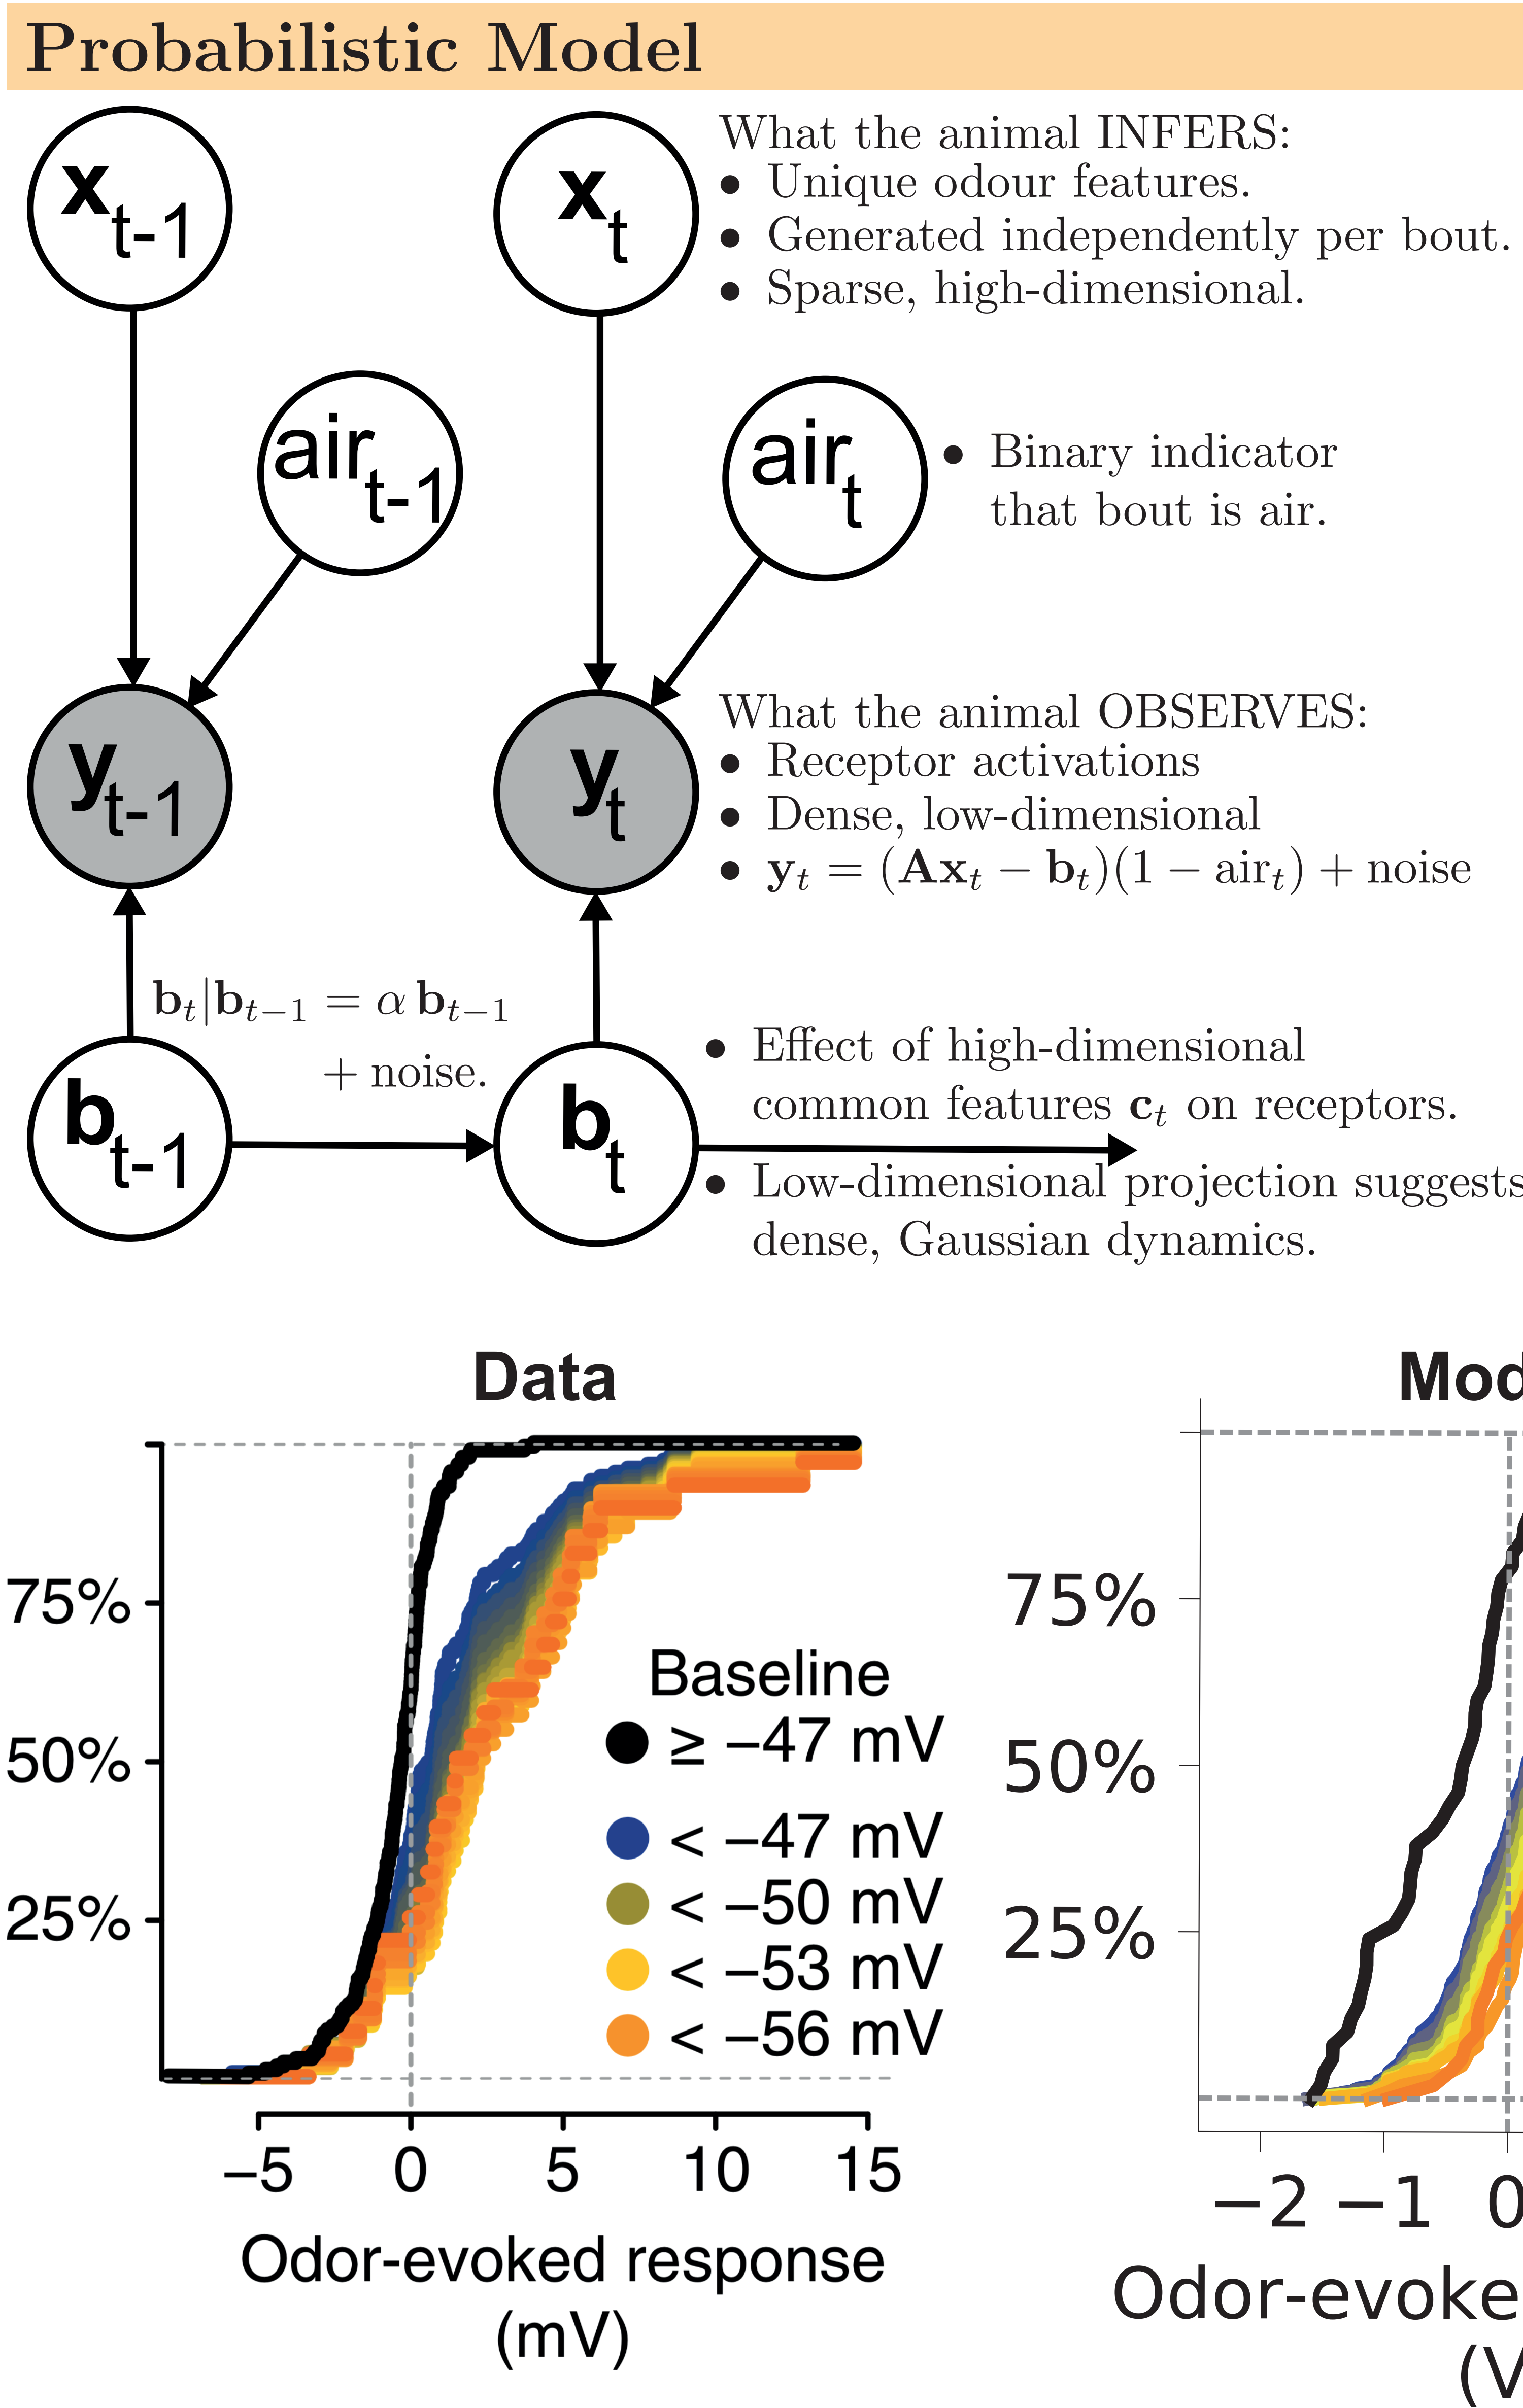 Probabilistic Model
x_{t-1}
x_t
What the animal INFERS:
• Unique odour features.
• Generated independently per bout.
• Sparse, high-dimensional.
air_{t-1}
air_t
• Binary indicator
that bout is air.
y_{t-1}
y_t
What the animal OBSERVES:
• Receptor activations
• Dense, low-dimensional
• y_t = (Ax_t − b_t)(1 − air_t) + noise
b_t|b_{t−1} = α b_{t−1}
+ noise.
b_{t-1}
b_t
• Effect of high-dimensional
common features c_t on receptors.
• Low-dimensional projection suggests
dense, Gaussian dynamics.
Data
75%
50%
25%
Baseline
≥ −47 mV
< −47 mV
< −50 mV
< −53 mV
< −56 mV
−5 0 5 10 15
Odor-evoked response
(mV)
Mod
75%
50%
25%
−2 −1 0
Odor-evoke
(V